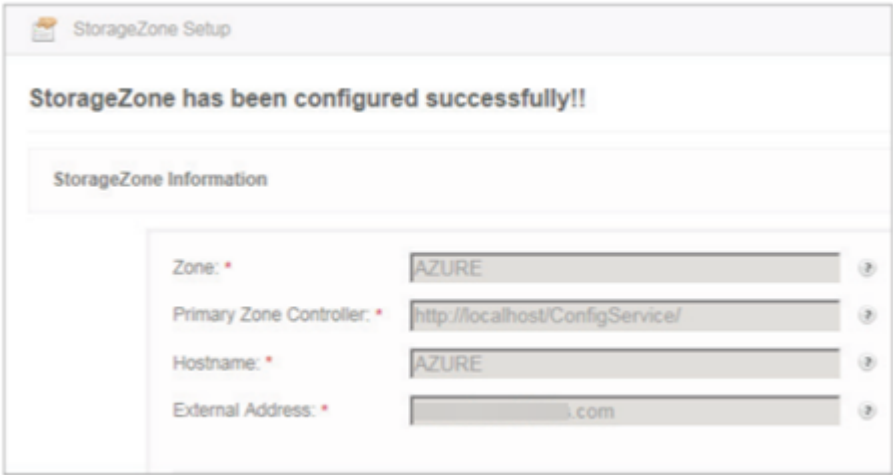 StorageZone Setup
StorageZone has been configured successfully!!
StorageZone Information
Zone: * AZURE
Primary Zone Controller: * http://localhost/ConfigService/
Hostname: * AZURE
External Address: * .com